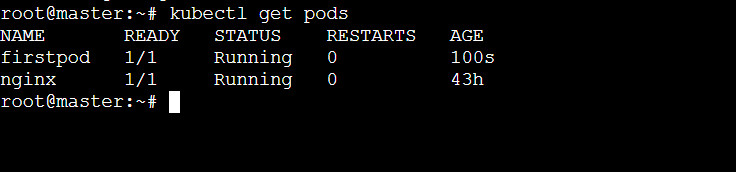 root@master:~# kubectl get pods
NAME       READY   STATUS    RESTARTS   AGE
firstpod   1/1     Running   0          100s
nginx      1/1     Running   0          43h
root@master:~#